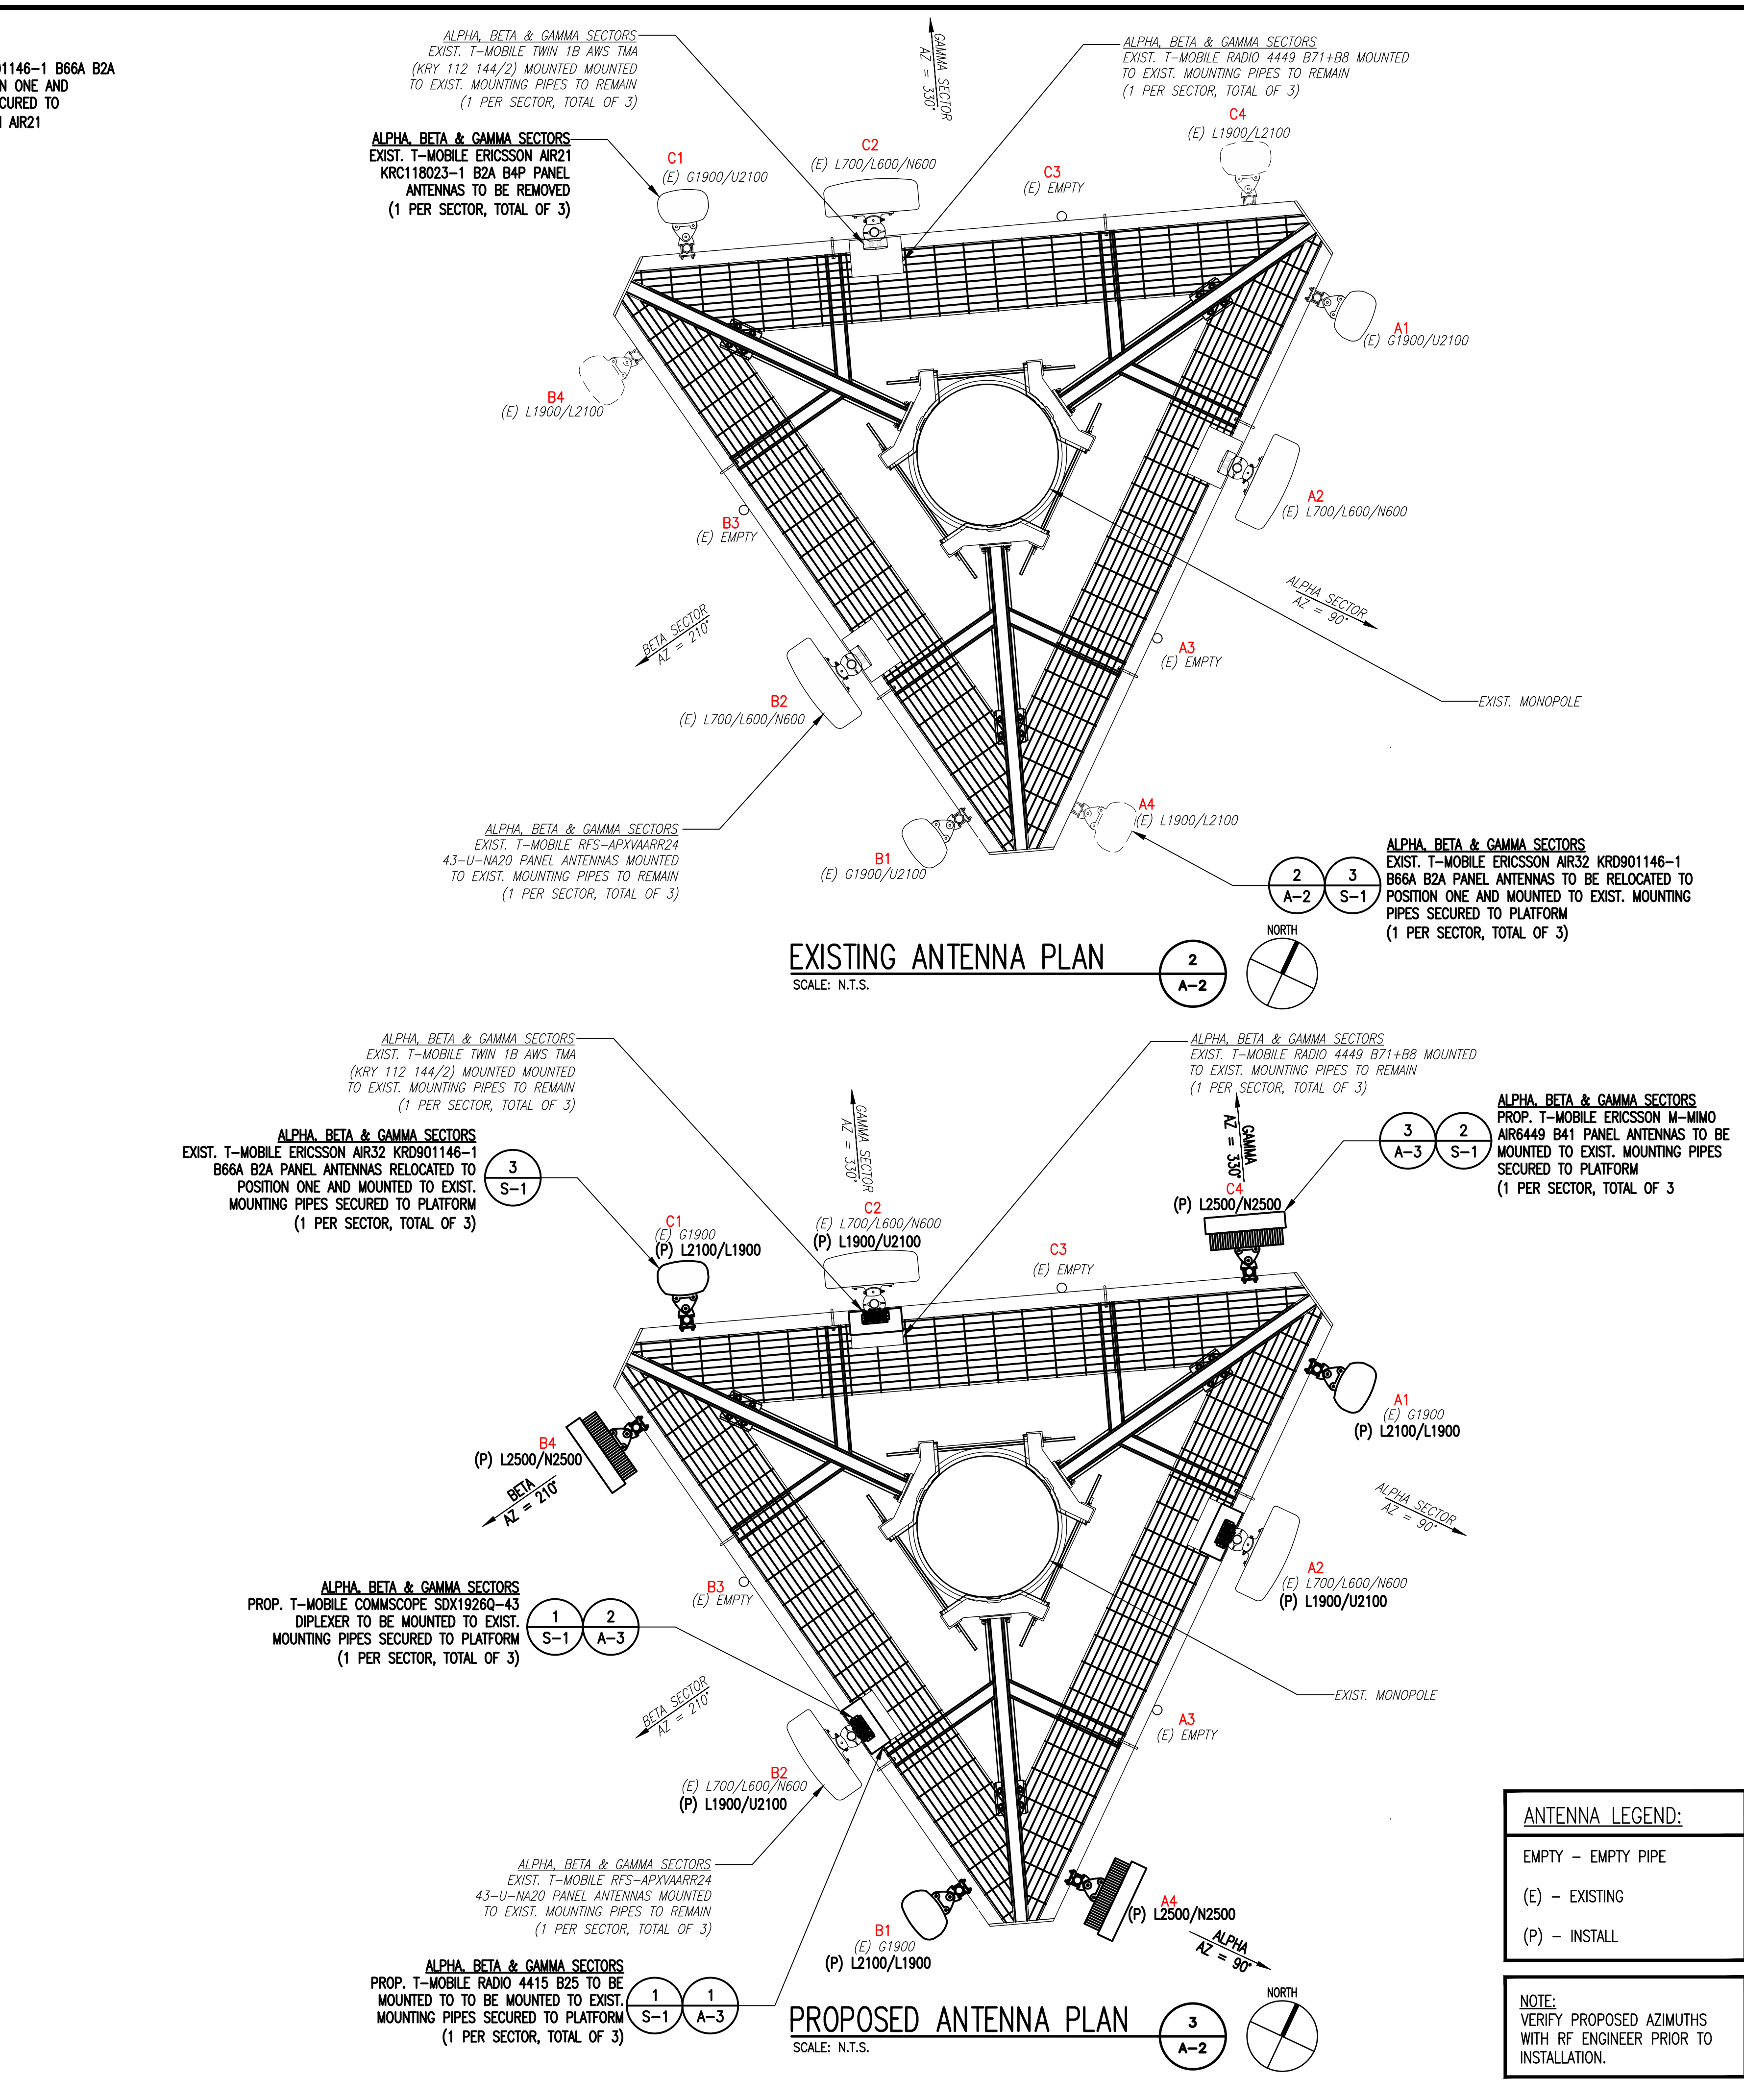 01146-1 B66A B2A
N ONE AND
CURED TO
AIR21
ALPHA, BETA & GAMMA SECTORS
EXIST. T-MOBILE TWIN 1B AWS TMA
(KRY 112 144/2) MOUNTED MOUNTED
TO EXIST. MOUNTING PIPES TO REMAIN
(1 PER SECTOR, TOTAL OF 3)
GAMMA SECTOR
AZ = 330°
ALPHA, BETA & GAMMA SECTORS
EXIST. T-MOBILE RADIO 4449 B71+B8 MOUNTED
TO EXIST. MOUNTING PIPES TO REMAIN
(1 PER SECTOR, TOTAL OF 3)
ALPHA, BETA & GAMMA SECTORS
EXIST. T-MOBILE ERICSSON AIR21
KRC118023-1 B2A B4P PANEL
ANTENNAS TO BE REMOVED
(1 PER SECTOR, TOTAL OF 3)
C1
(E) G1900/U2100
C2
(E) L700/L600/N600
C3
(E) EMPTY
C4
(E) L1900/L2100
A1
(E) G1900/U2100
B4
(E) L1900/L2100
A2
(E) L700/L600/N600
B3
(E) EMPTY
ALPHA SECTOR
AZ = 90°
BETA SECTOR
AZ = 210°
A3
(E) EMPTY
B2
(E) L700/L600/N600
EXIST. MONOPOLE
A4
(E) L1900/L2100
ALPHA, BETA & GAMMA SECTORS
EXIST. T-MOBILE RFS-APXVAARR24
43-U-NA20 PANEL ANTENNAS MOUNTED
TO EXIST. MOUNTING PIPES TO REMAIN
(1 PER SECTOR, TOTAL OF 3)
B1
(E) G1900/U2100
2
A-2
3
S-1
ALPHA, BETA & GAMMA SECTORS
EXIST. T-MOBILE ERICSSON AIR32 KRD901146-1
B66A B2A PANEL ANTENNAS TO BE RELOCATED TO
POSITION ONE AND MOUNTED TO EXIST. MOUNTING
PIPES SECURED TO PLATFORM
(1 PER SECTOR, TOTAL OF 3)
EXISTING ANTENNA PLAN
SCALE: N.T.S.
2
A-2
NORTH
ALPHA, BETA & GAMMA SECTORS
EXIST. T-MOBILE TWIN 1B AWS TMA
(KRY 112 144/2) MOUNTED MOUNTED
TO EXIST. MOUNTING PIPES TO REMAIN
(1 PER SECTOR, TOTAL OF 3)
ALPHA, BETA & GAMMA SECTORS
EXIST. T-MOBILE RADIO 4449 B71+B8 MOUNTED
TO EXIST. MOUNTING PIPES TO REMAIN
(1 PER SECTOR, TOTAL OF 3)
GAMMA SECTOR
AZ = 330°
GAMMA
AZ = 330°
3
A-3
2
S-1
ALPHA, BETA & GAMMA SECTORS
PROP. T-MOBILE ERICSSON M-MIMO
AIR6449 B41 PANEL ANTENNAS TO BE
MOUNTED TO EXIST. MOUNTING PIPES
SECURED TO PLATFORM
(1 PER SECTOR, TOTAL OF 3
ALPHA, BETA & GAMMA SECTORS
EXIST. T-MOBILE ERICSSON AIR32 KRD901146-1
B66A B2A PANEL ANTENNAS RELOCATED TO
POSITION ONE AND MOUNTED TO EXIST.
MOUNTING PIPES SECURED TO PLATFORM
(1 PER SECTOR, TOTAL OF 3)
3
S-1
C1
(E) G1900
(P) L2100/L1900
C2
(E) L700/L600/N600
(P) L1900/U2100
C3
(E) EMPTY
C4
(P) L2500/N2500
A1
(E) G1900
(P) L2100/L1900
B4
(P) L2500/N2500
BETA
AZ = 210°
ALPHA SECTOR
AZ = 90°
A2
(E) L700/L600/N600
(P) L1900/U2100
B3
(E) EMPTY
ALPHA, BETA & GAMMA SECTORS
PROP. T-MOBILE COMMSCOPE SDX1926Q-43
DIPLEXER TO BE MOUNTED TO EXIST.
MOUNTING PIPES SECURED TO PLATFORM
(1 PER SECTOR, TOTAL OF 3)
1
S-1
2
A-3
BETA SECTOR
AZ = 210°
EXIST. MONOPOLE
A3
(E) EMPTY
B2
(E) L700/L600/N600
(P) L1900/U2100
ALPHA, BETA & GAMMA SECTORS
EXIST. T-MOBILE RFS-APXVAARR24
43-U-NA20 PANEL ANTENNAS MOUNTED
TO EXIST. MOUNTING PIPES TO REMAIN
(1 PER SECTOR, TOTAL OF 3)
A4
(P) L2500/N2500
ALPHA
AZ = 90°
B1
(E) G1900
(P) L2100/L1900
ALPHA, BETA & GAMMA SECTORS
PROP. T-MOBILE RADIO 4415 B25 TO BE
MOUNTED TO TO BE MOUNTED TO EXIST.
MOUNTING PIPES SECURED TO PLATFORM
(1 PER SECTOR, TOTAL OF 3)
1
S-1
1
A-3
PROPOSED ANTENNA PLAN
SCALE: N.T.S.
3
A-2
NORTH
ANTENNA LEGEND:
EMPTY - EMPTY PIPE
(E) - EXISTING
(P) - INSTALL
NOTE:
VERIFY PROPOSED AZIMUTHS
WITH RF ENGINEER PRIOR TO
INSTALLATION.